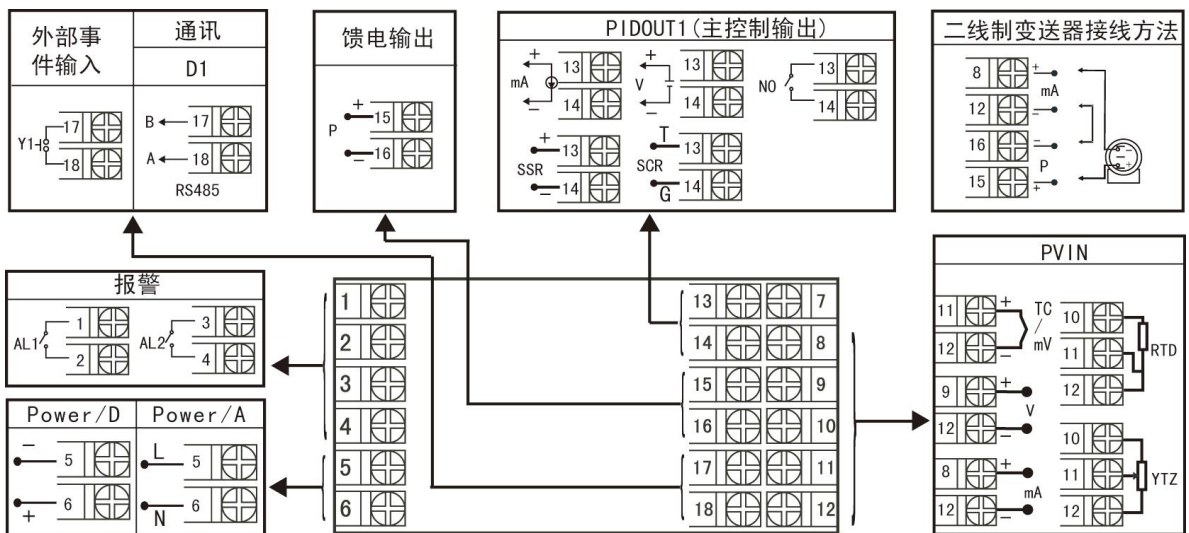 外部事
件输入
通讯
D1
Y1
17
18
B
17
A
18
RS485
馈电输出
P
+
15
-
16
PIDOUT1(主控制输出)
+
mA
-
13
14
+
V
-
13
14
NO
13
14
+
SSR
-
13
14
T
SCR
G
13
14
二线制变送器接线方法
8
+
mA
12
-
16
-
P
15
+
-
+
报警
AL1
1
2
AL2
3
4
Power/D
Power/A
-
5
+
6
L
5
N
6
1
2
3
4
5
6
13
7
14
8
15
9
16
10
17
11
18
12
PVIN
11
+
TC
/
mV
12
-
10
11
RTD
12
9
+
V
12
-
8
+
mA
12
-
10
11
YTZ
12